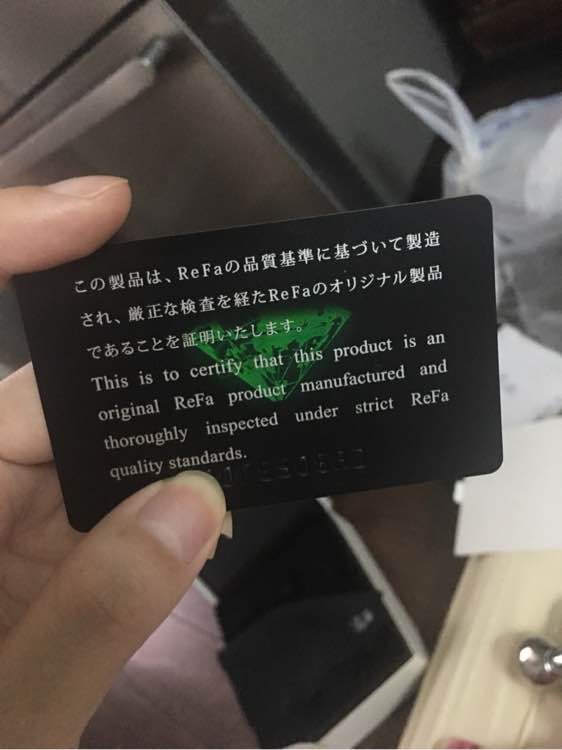 この製品は、ReFaの品質基準に基づいて製造
され、厳正な検査を経たReFaのオリジナル製品
であることを証明いたします。
This is to certify that this product is an
original ReFa product manufactured and
thoroughly inspected under strict ReFa
quality standards.